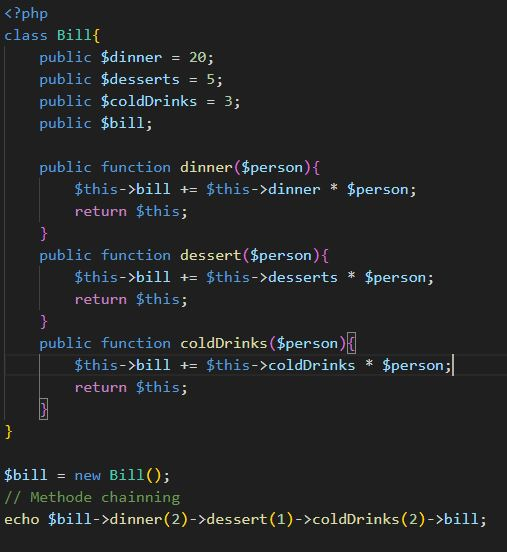 <?php
class Bill{
    public $dinner = 20;
    public $desserts = 5;
    public $coldDrinks = 3;
    public $bill;

    public function dinner($person){
        $this->bill += $this->dinner * $person;
        return $this;
    }
    public function dessert($person){
        $this->bill += $this->desserts * $person;
        return $this;
    }
    public function coldDrinks($person){
        $this->bill += $this->coldDrinks * $person;
        return $this;
    }
}

$bill = new Bill();
// Methode chainning
echo $bill->dinner(2)->dessert(1)->coldDrinks(2)->bill;